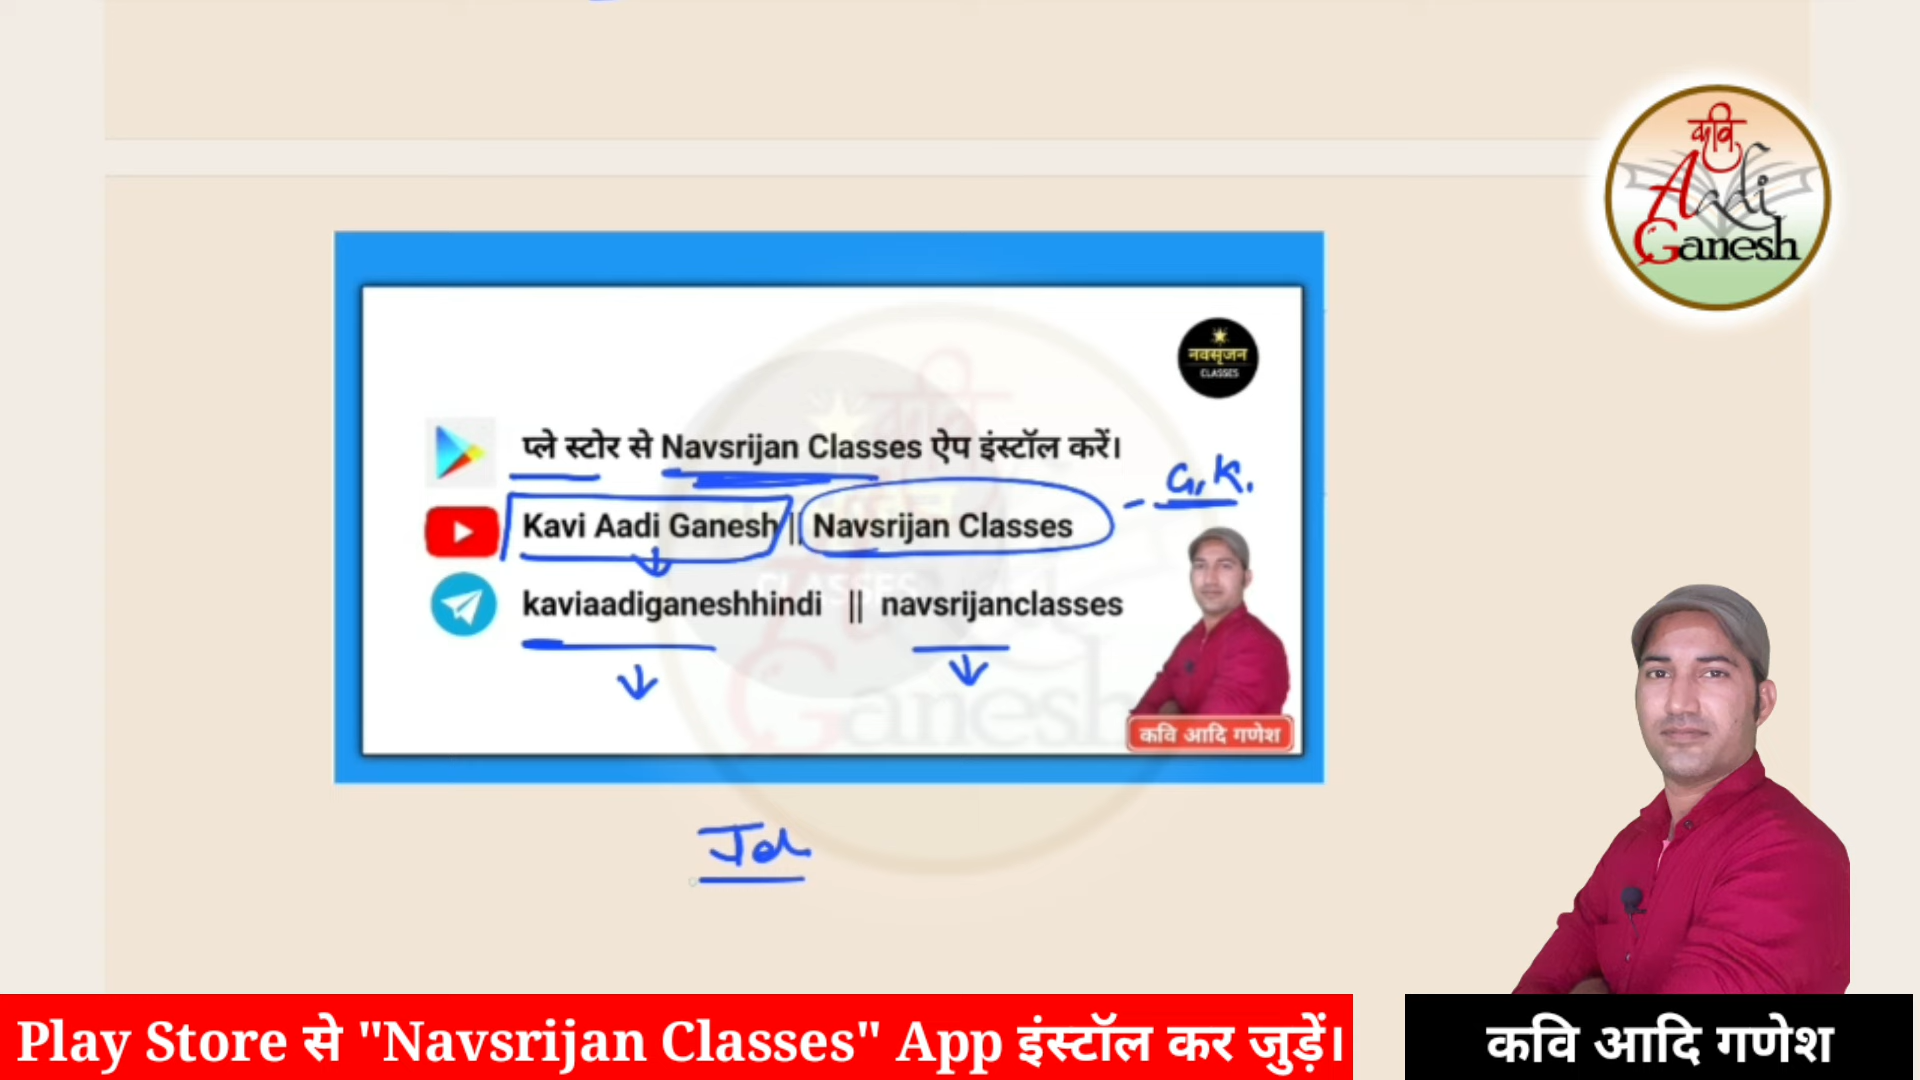 कवि
Aadi
Ganesh
नवसृजन
CLASSES
प्ले स्टोर से Navsrijan Classes ऐप इंस्टॉल करें।
G.K.
Kavi Aadi Ganesh || Navsrijan Classes
kaviaadiganeshhindi || navsrijanclasses
कवि आदि गणेश
Play Store से "Navsrijan Classes" App इंस्टॉल कर जुड़ें।
कवि आदि गणेश